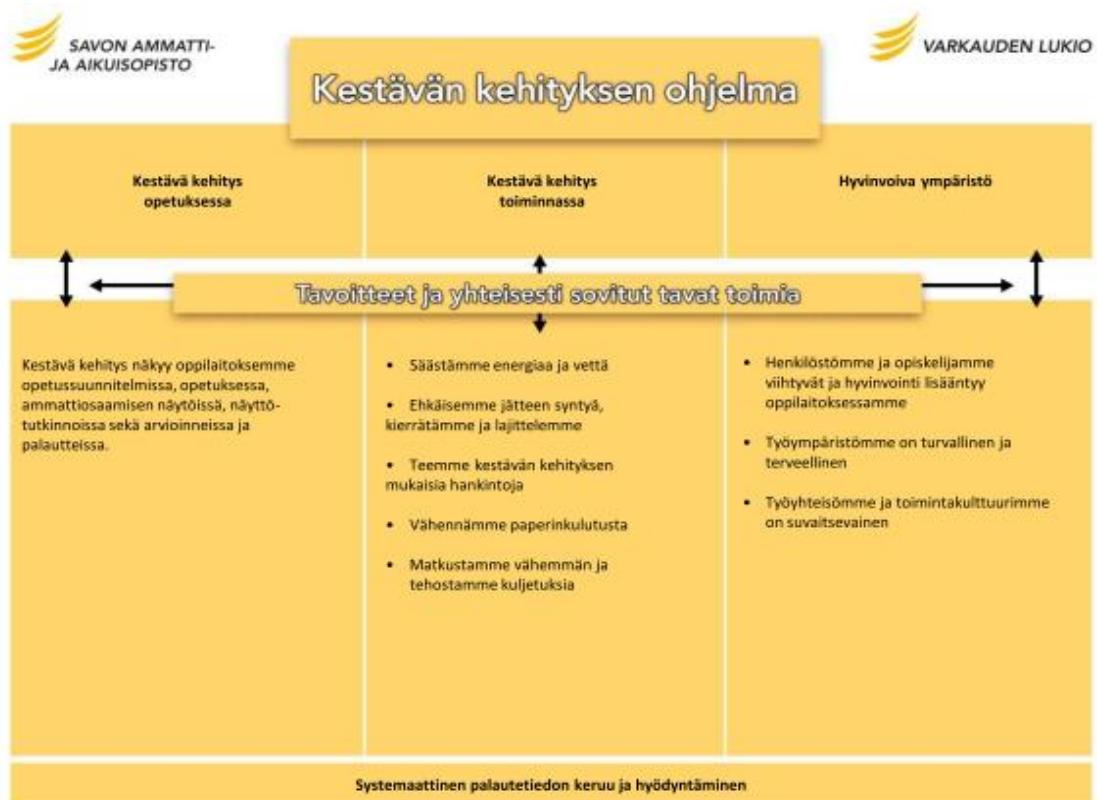 SAVON AMMATTI-
JA AIKUISOPISTO
VARKAUDEN LUKIO
Kestävän kehityksen ohjelma
Kestävä kehitys
opetuksessa
Kestävä kehitys
toiminnassa
Hyvinvoiva ympäristö
Tavoitteet ja yhteisesti sovitut tavat toimia
Kestävä kehitys näkyy oppilaitoksemme
opetussuunnitelmissa, opetuksessa,
ammattiosaamisen näytöissä, näyttö-
tutkinnoissa sekä arvioinneissa ja
palautteissa.
• Säästämme energiaa ja vettä
• Ehkäisemme jätteen syntyä,
kierrätämme ja lajittelemme
• Teemme kestävän kehityksen
mukaisia hankintoja
• Vähennämme paperinkulutusta
• Matkustamme vähemmän ja
tehostamme kuljetuksia
• Henkilöstömme ja opiskelijamme
viihtyvät ja hyvinvointi lisääntyy
oppilaitoksessamme
• Työympäristömme on turvallinen ja
terveellinen
• Työyhteisömme ja toimintakulttuurimme
on suvaitsevainen
Systemaattinen palautetiedon keruu ja hyödyntäminen